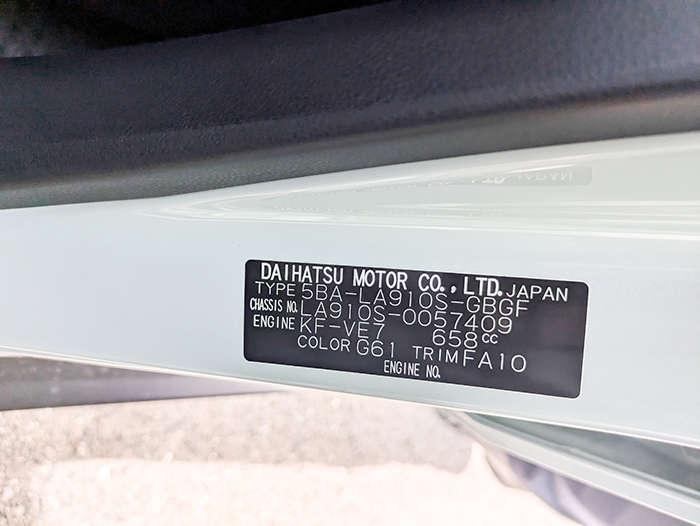 DAIHATSU MOTOR CO., LTD. JAPAN
TYPE 5BA-LA910S-GBGF
CHASSIS NO. LA910S-0057409
ENGINE KF-VE7 658cc
COLOR G61 TRIM FA10
ENGINE NO.